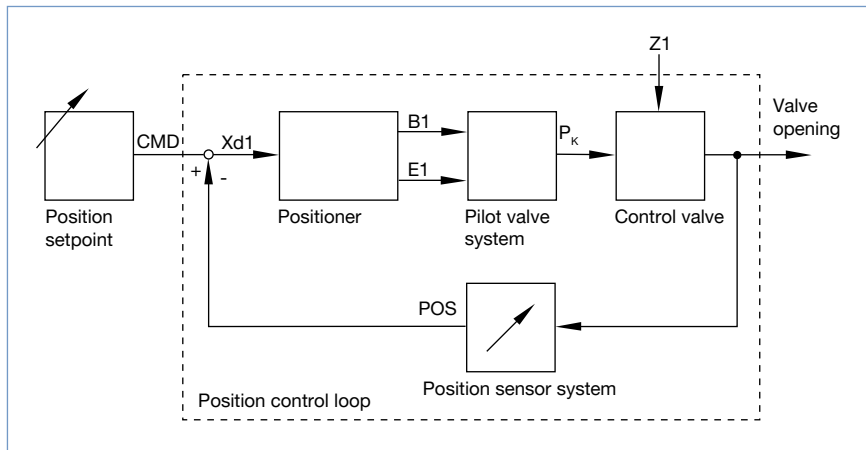 Z1
Valve
opening
CMD
Xd1
B1
E1
P_K
+
-
Position
setpoint
Positioner
Pilot valve
system
Control valve
POS
Position sensor system
Position control loop